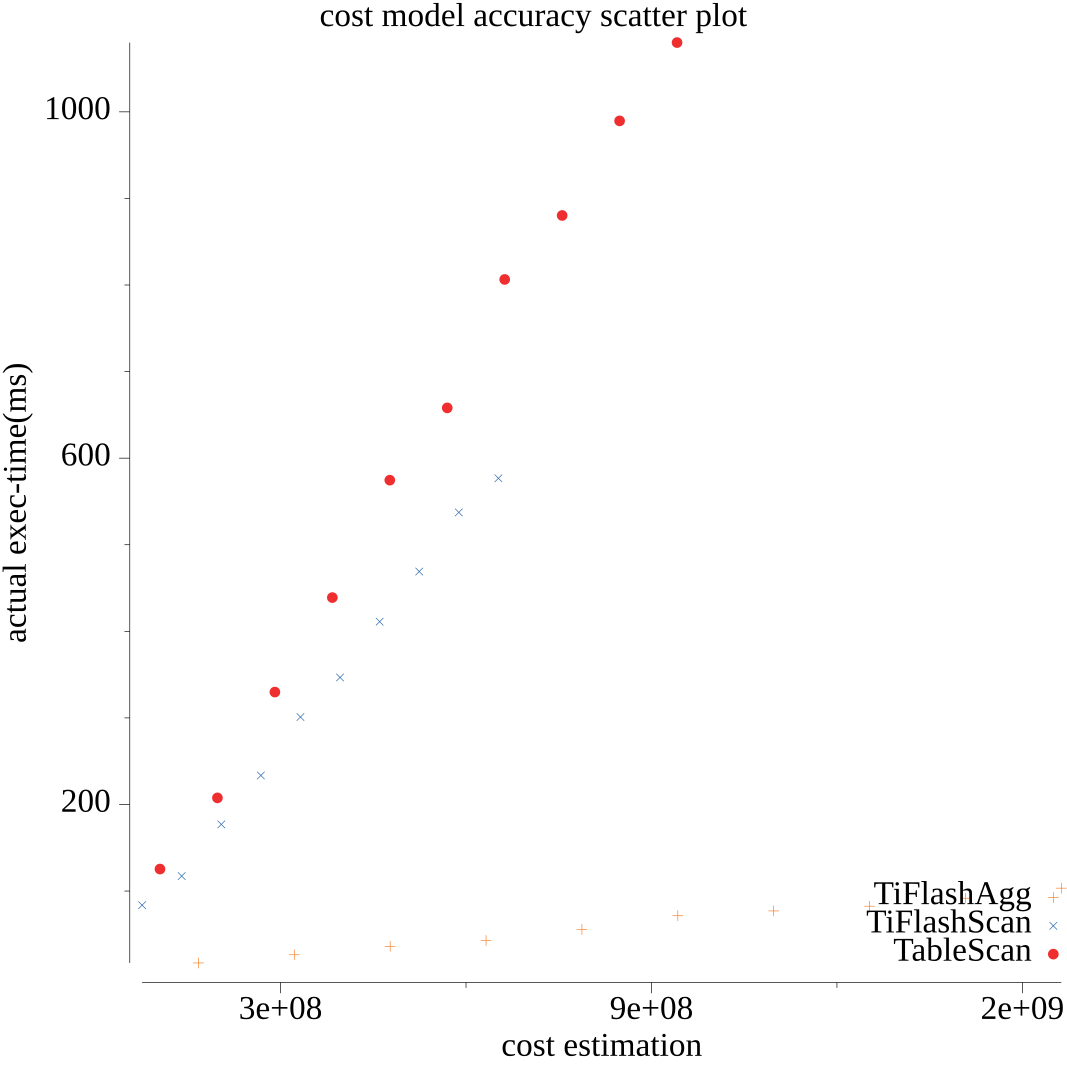 cost model accuracy scatter plot
1000
600
200
actual exec-time(ms)
TiFlashAgg
TiFlashScan
TableScan
3e+08 9e+08 2e+09
cost estimation